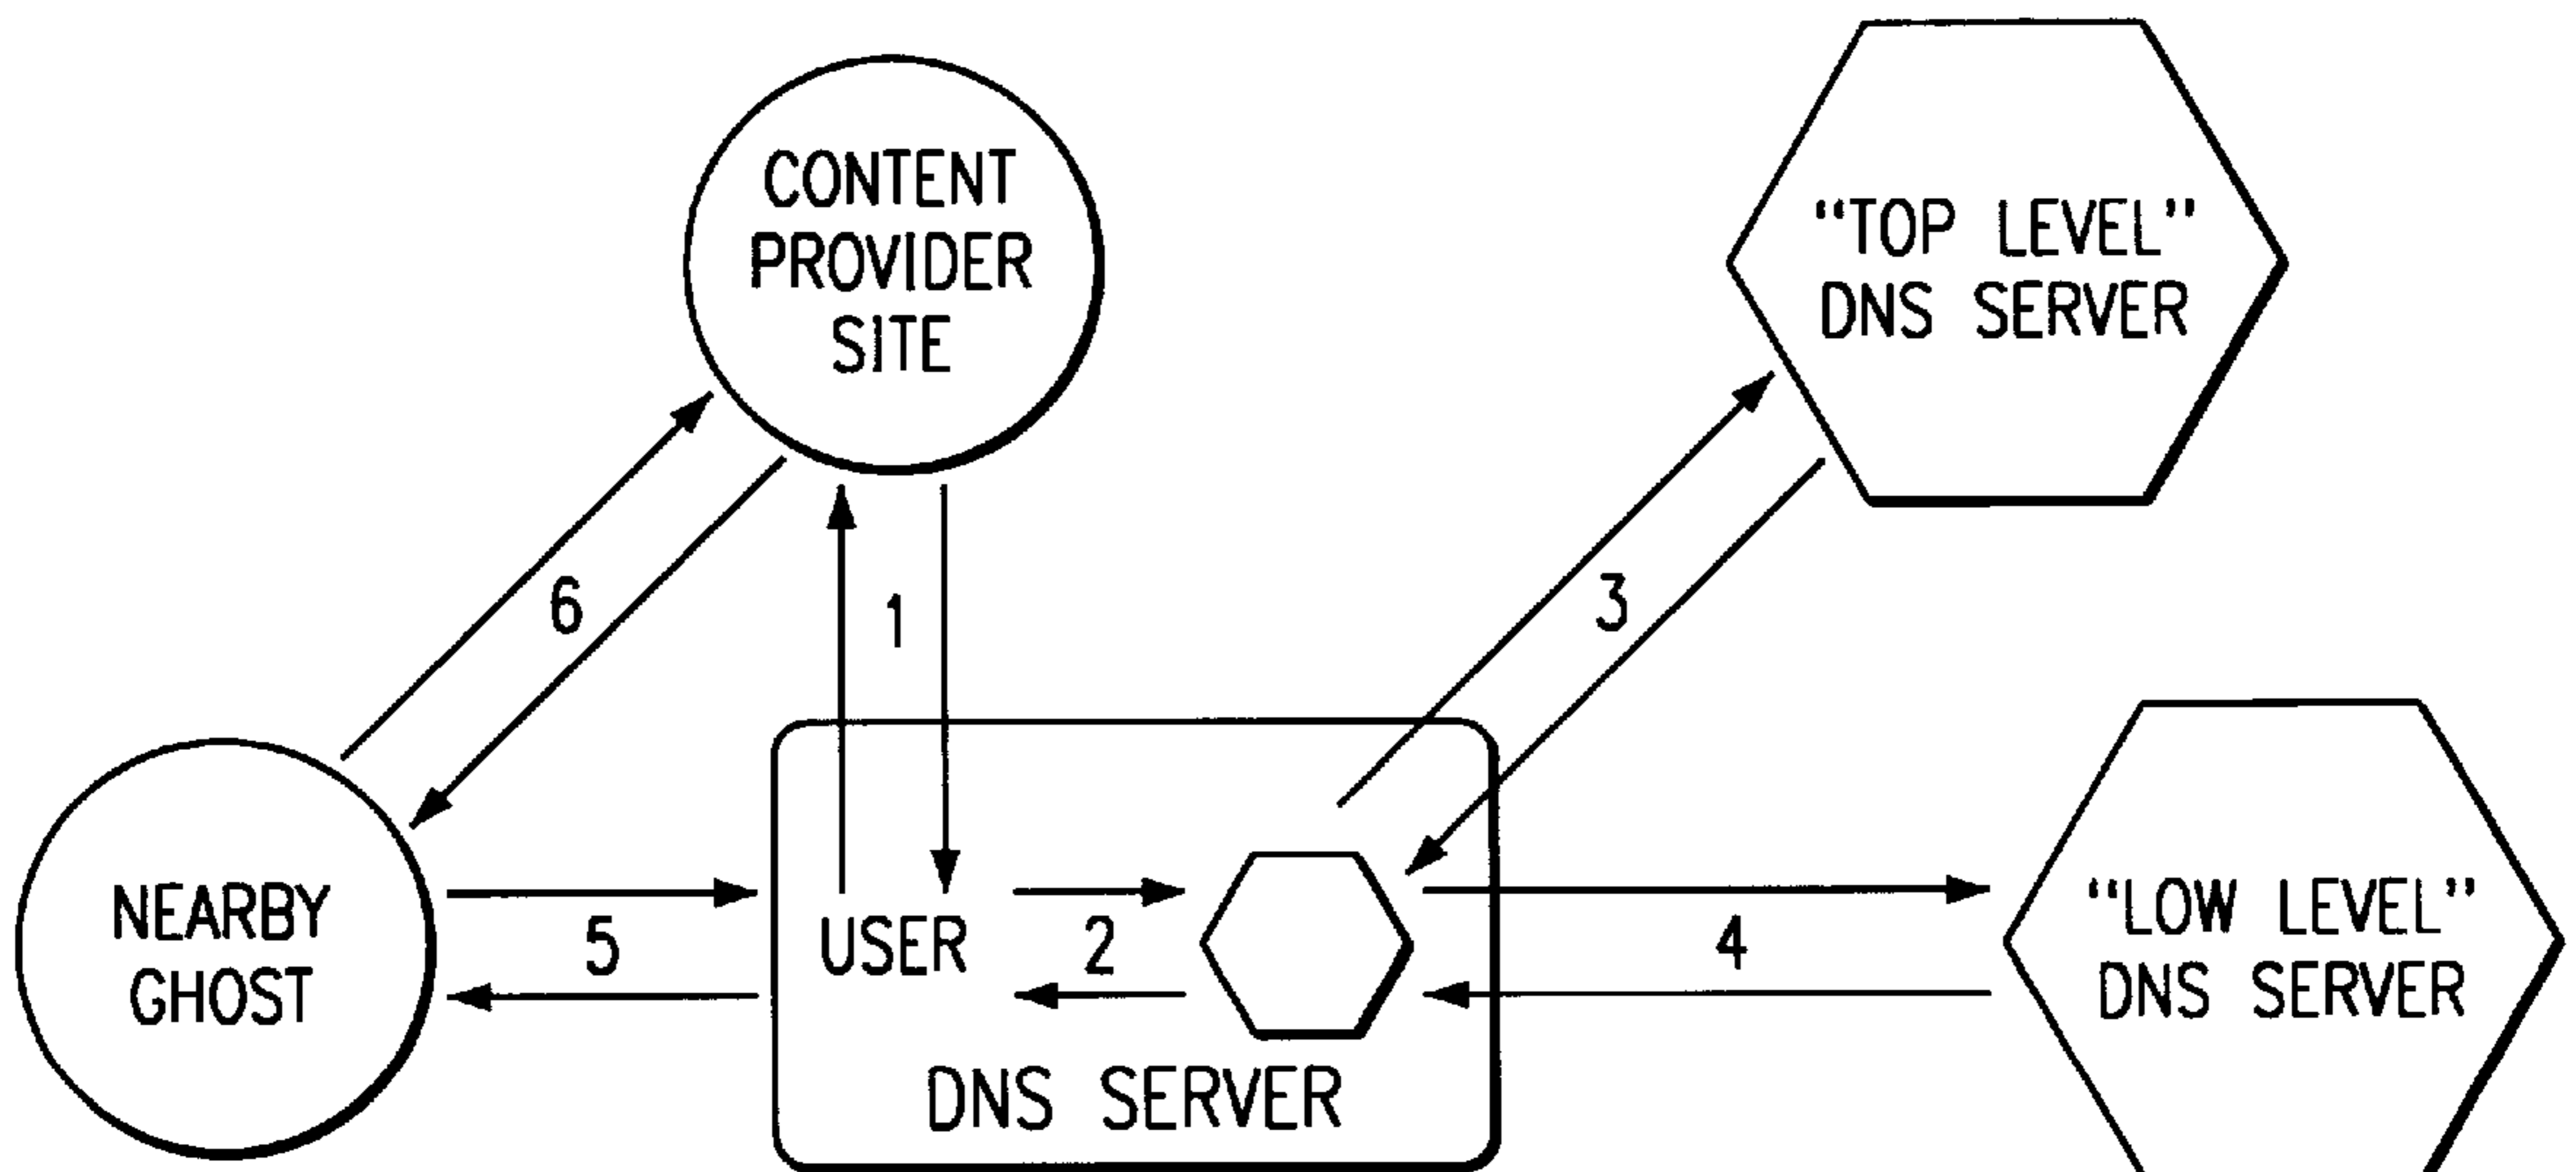 CONTENT
PROVIDER
SITE
“TOP LEVEL”
DNS SERVER
6
1
3
NEARBY
GHOST
5
USER
2
4
“LOW LEVEL”
DNS SERVER
DNS SERVER